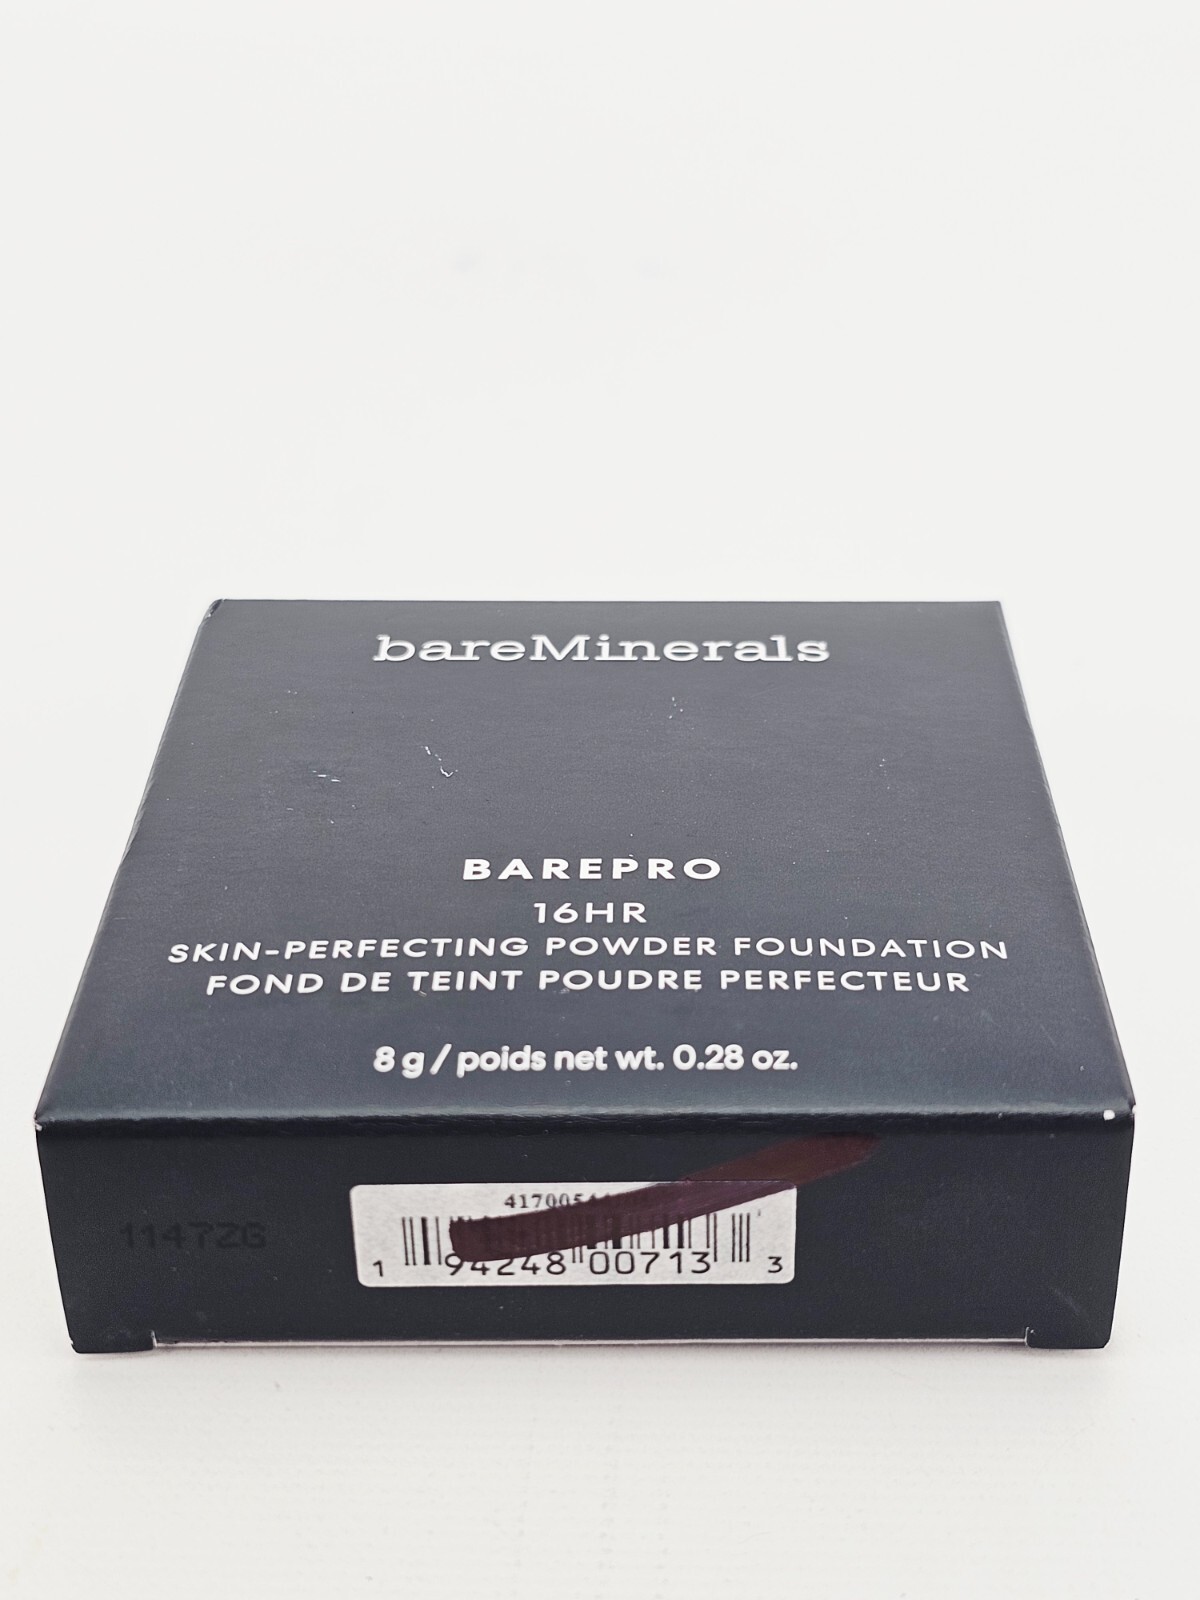 bareMinerals
BAREPRO
16HR
SKIN-PERFECTING POWDER FOUNDATION
FOND DE TEINT POUDRE PERFECTEUR
8 g / poids net wt. 0.28 oz.
1147ZG
1 94248 00713 3